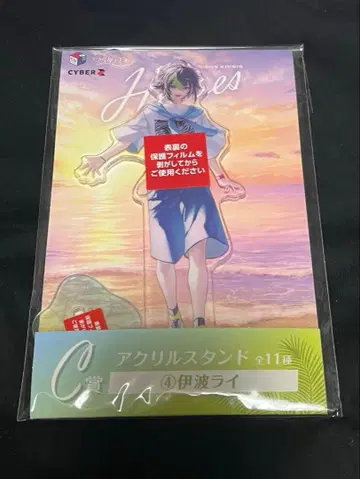 CYBER Z
Heroes
表裏の
保護フィルムを
剥がしてから
ご使用ください
C賞
アクリルスタンド 全11種
④伊波ライ